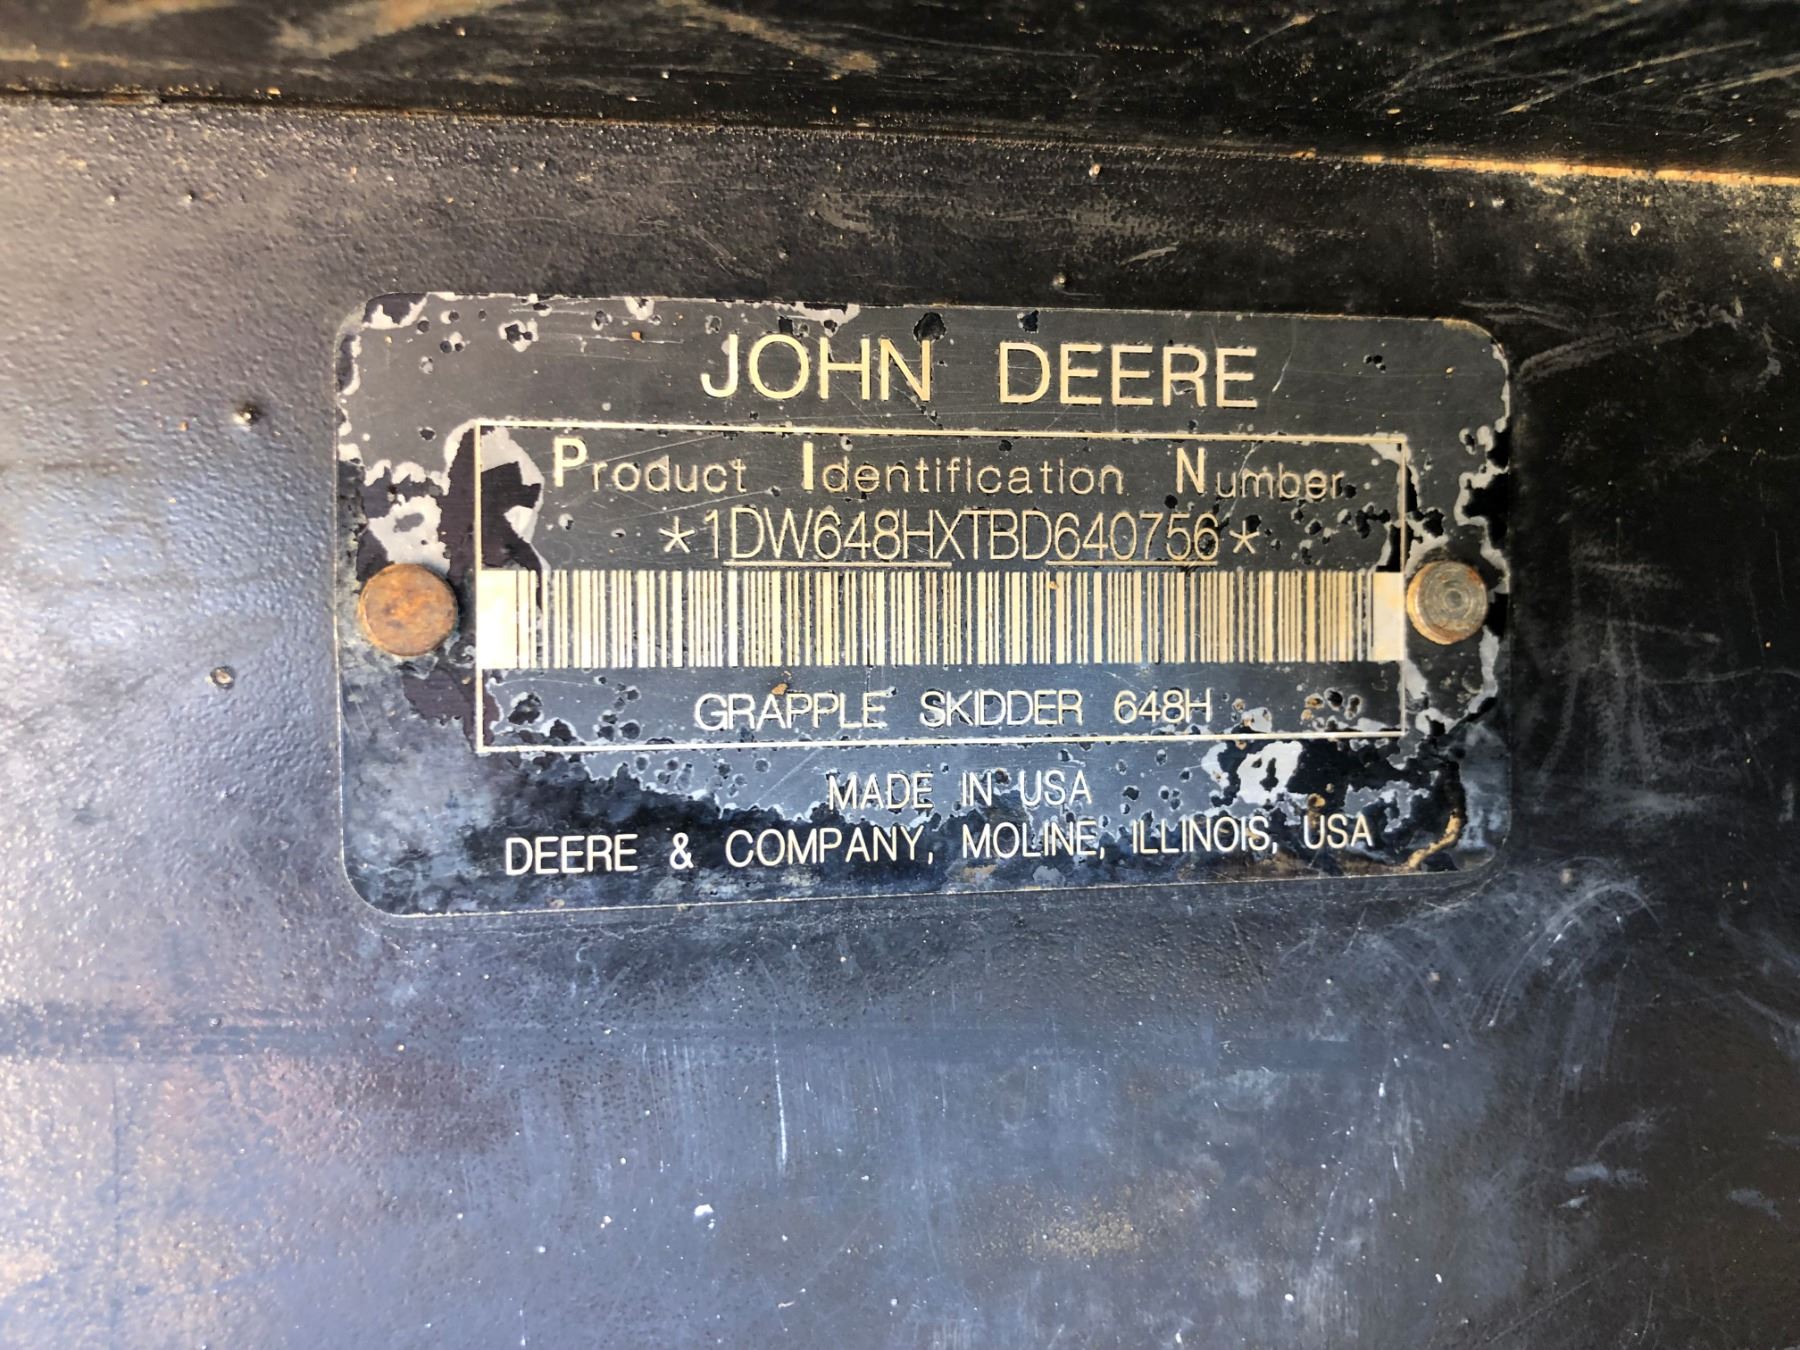 JOHN DEERE
Product Identification Number
*1DW648HXTBD640756*
GRAPPLE SKIDDER 648H
MADE IN USA
DEERE & COMPANY, MOLINE, ILLINOIS, USA